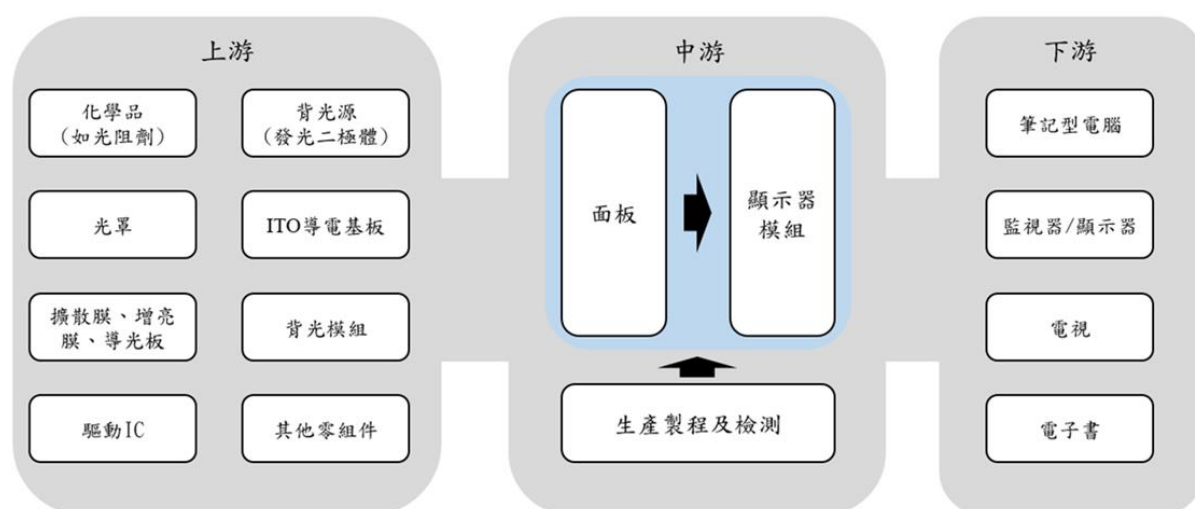 上游
化學品
(如光阻劑)
背光源
(發光二極體)
光罩
ITO導電基板
擴散膜、增亮
膜、導光板
背光模組
驅動IC
其他零組件
中游
面板
顯示器
模組
生產製程及檢測
下游
筆記型電腦
監視器/顯示器
電視
電子書